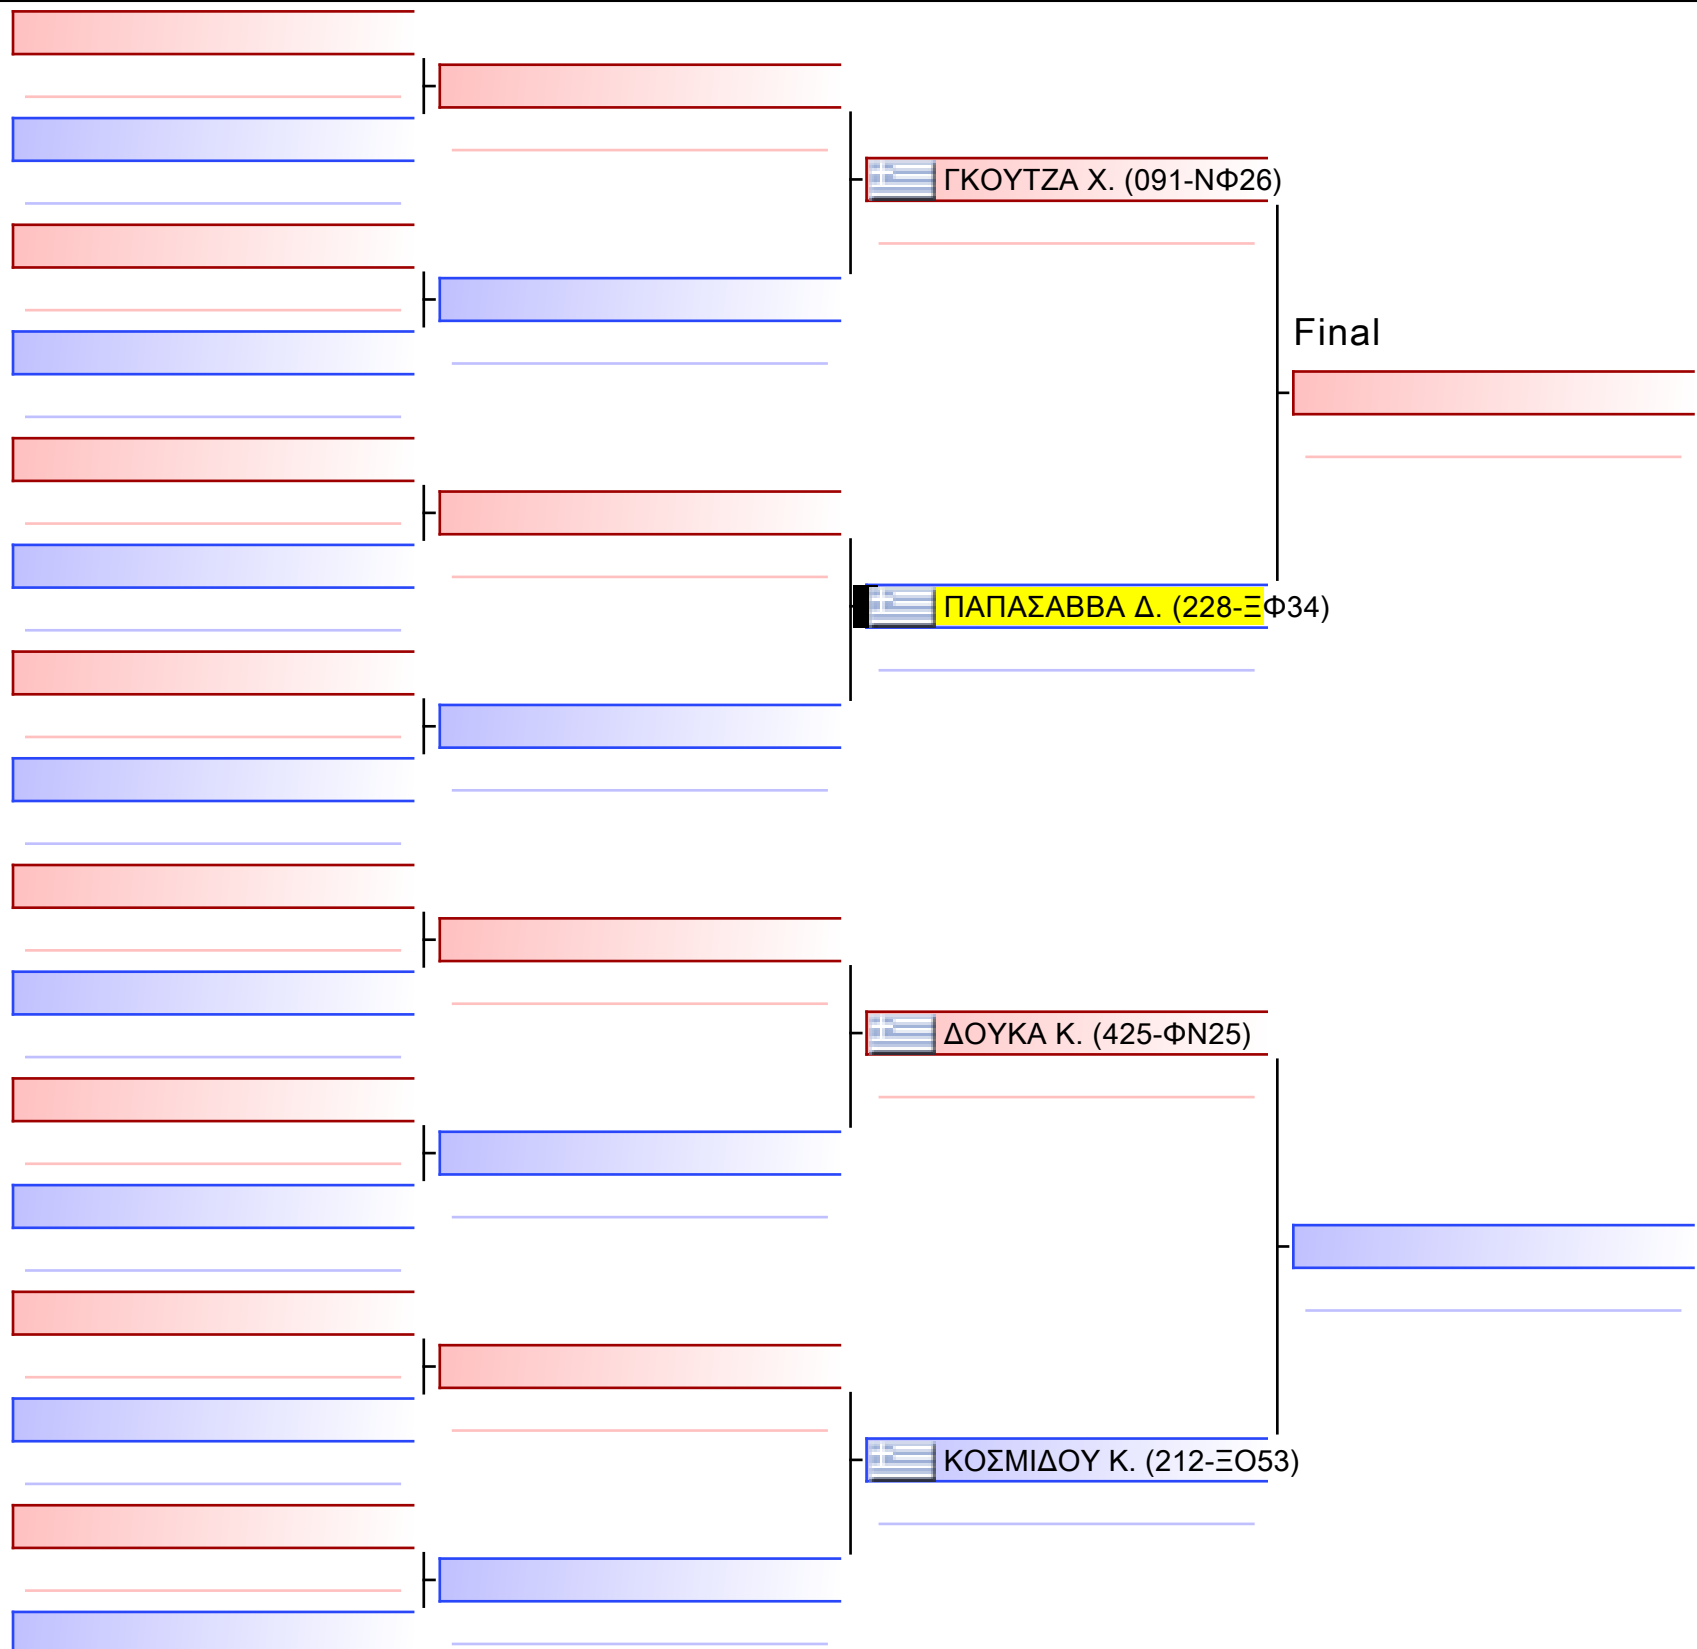 ΓΚΟΥΤΖΑ Χ. (091-ΝΦ26)
Final
ΠΑΠΑΣΑΒΒΑ Δ. (228-ΞΦ34)
ΔΟΥΚΑ Κ. (425-ΦΝ25)
ΚΟΣΜΙΔΟΥ Κ. (212-ΞΟ53)